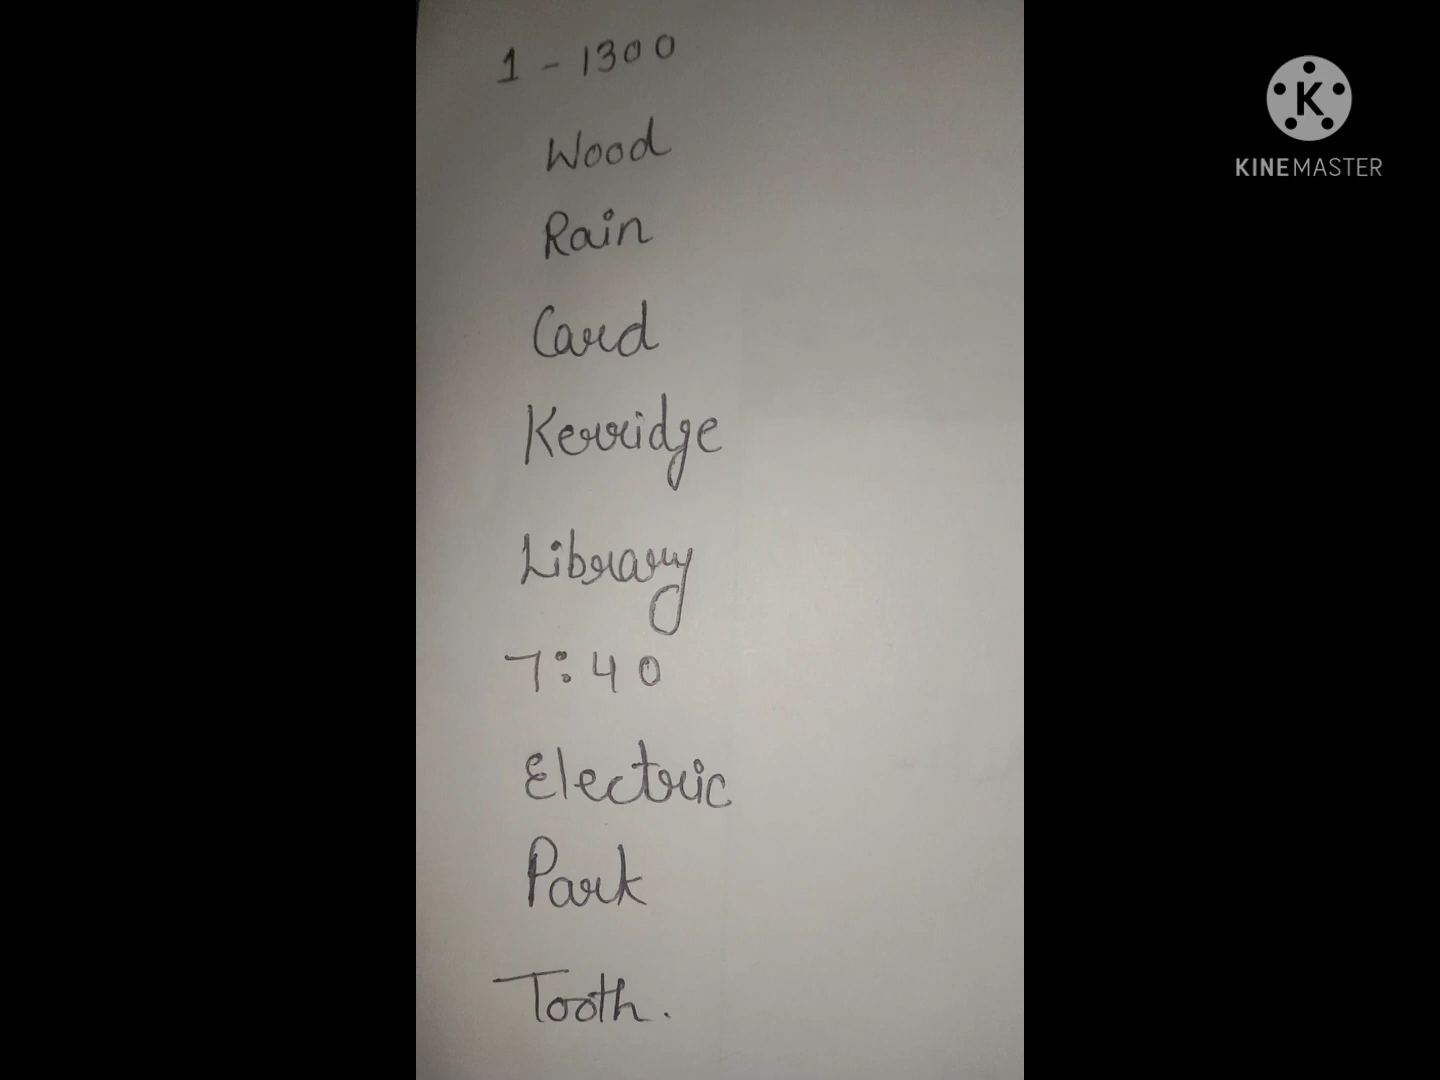 1 - 1300
Wood
Rain
Card
Kerridge
Library
7:40
Electric
Park
Tooth.
KINEMASTER